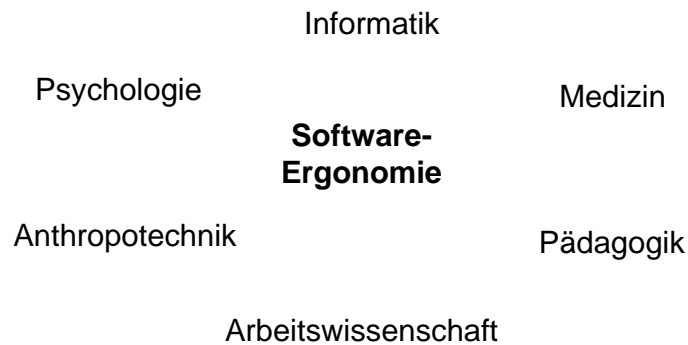 Informatik
Psychologie
Medizin
Software-
Ergonomie
Anthropotechnik
Pädagogik
Arbeitswissenschaft